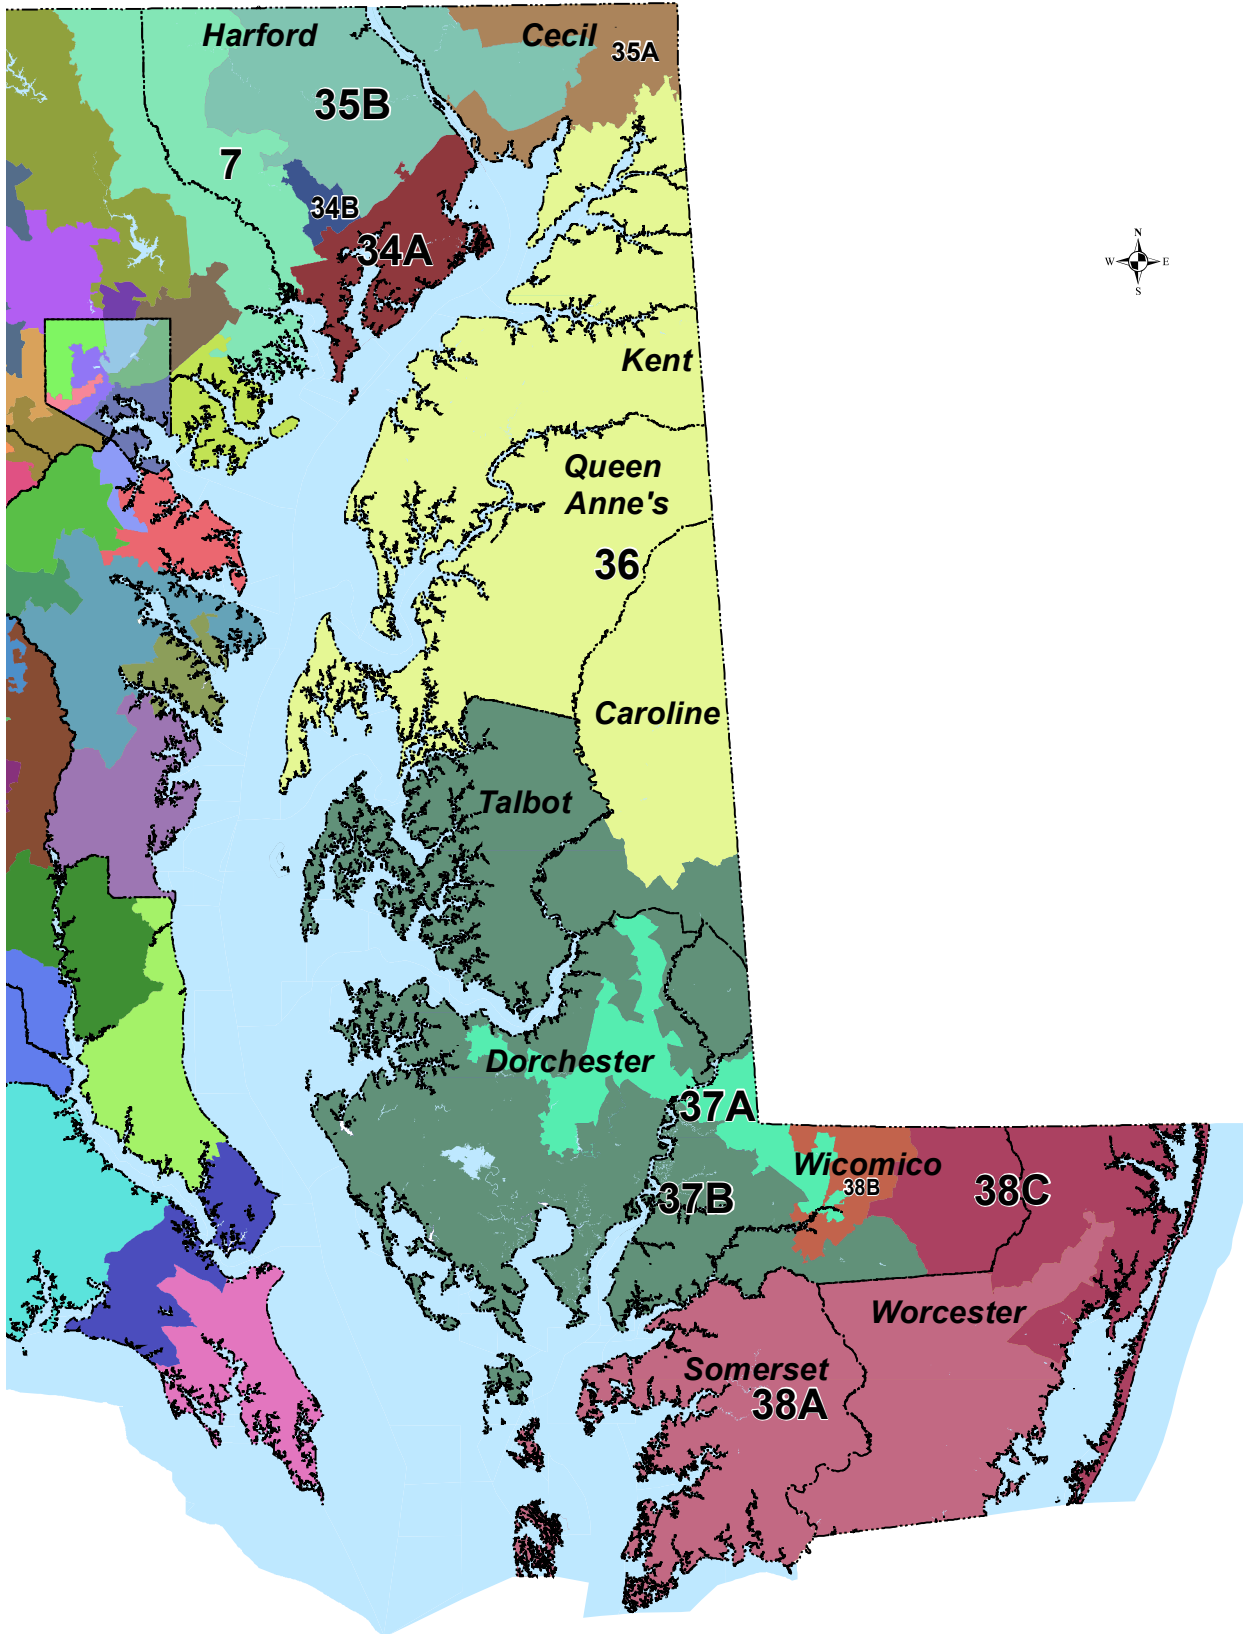 Harford
Cecil
35A
35B
7
34B
34A
N
W E
S
Kent
Queen
Anne's
36
Caroline
Talbot
Dorchester
37A
Wicomico
38B
37B
38C
Worcester
Somerset
38A